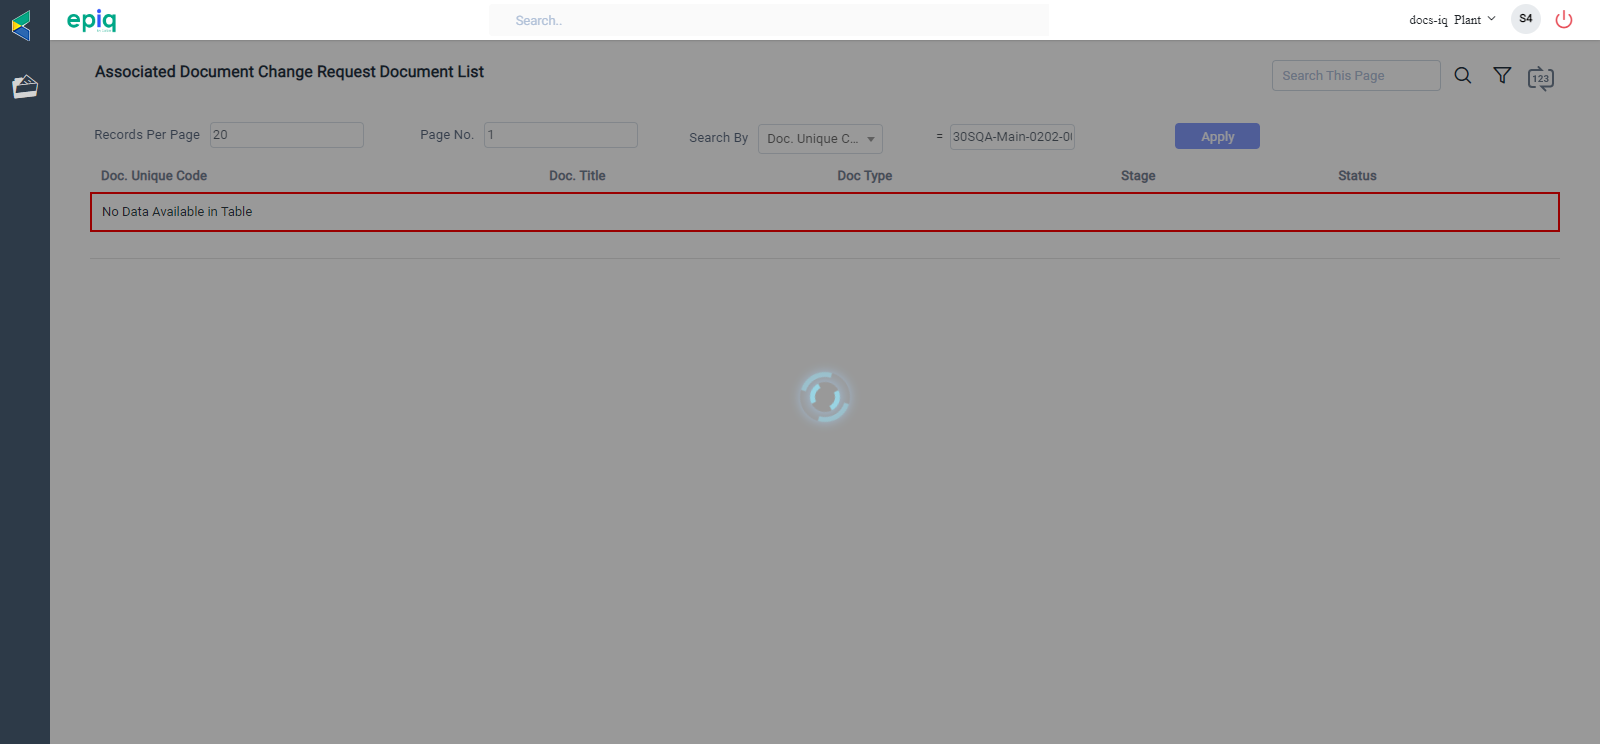 epiq
Search..
docs-iq Plant
S4
Associated Document Change Request Document List
Search This Page
123
Records Per Page 20
Page No. 1
Search By Doc. Unique C...
= 30SQA-Main-0202-0
Apply
Doc. Unique Code Doc. Title Doc Type Stage Status
No Data Available in Table